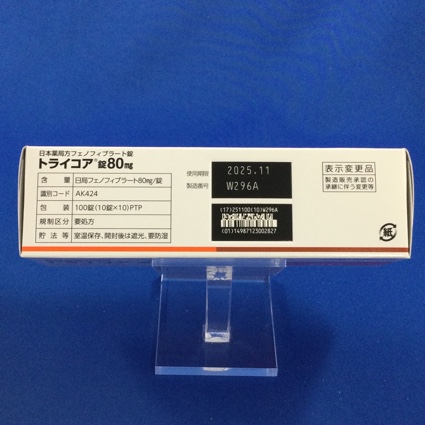 日本薬局方フェノフィブラート錠
トライコア®錠80mg
含 量 日局フェノフィブラート80mg/錠
識別コード AK424
包 装 100錠(10錠×10)PTP
規制区分 要処方
貯 法 等 室温保存、開封後は遮光、要防湿
使用期限 2025.11
製造番号 W296A
(17)251100(10)W296A
(01)14987123002827
表示変更品
製造販売承認の
承継に伴う変更等
紙